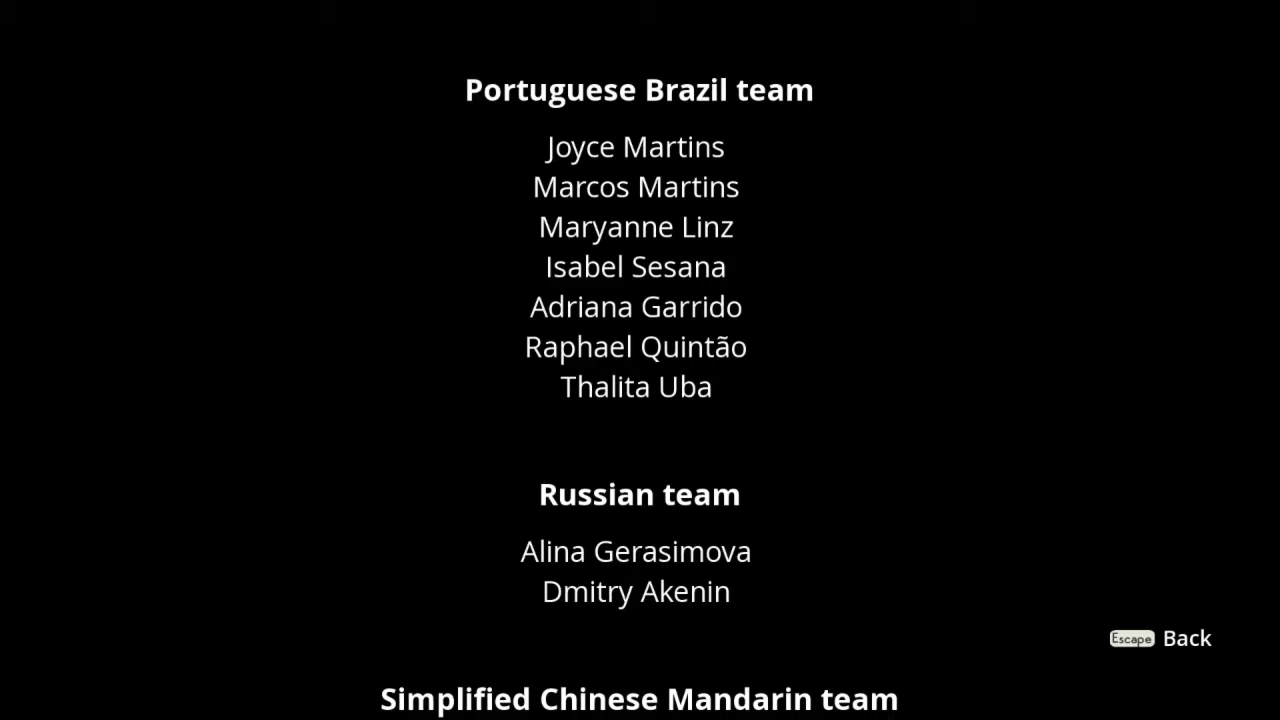 Portuguese Brazil team
Joyce Martins
Marcos Martins
Maryanne Linz
Isabel Sesana
Adriana Garrido
Raphael Quintão
Thalita Uba
Russian team
Alina Gerasimova
Dmitry Akenin
Escape Back
Simplified Chinese Mandarin team